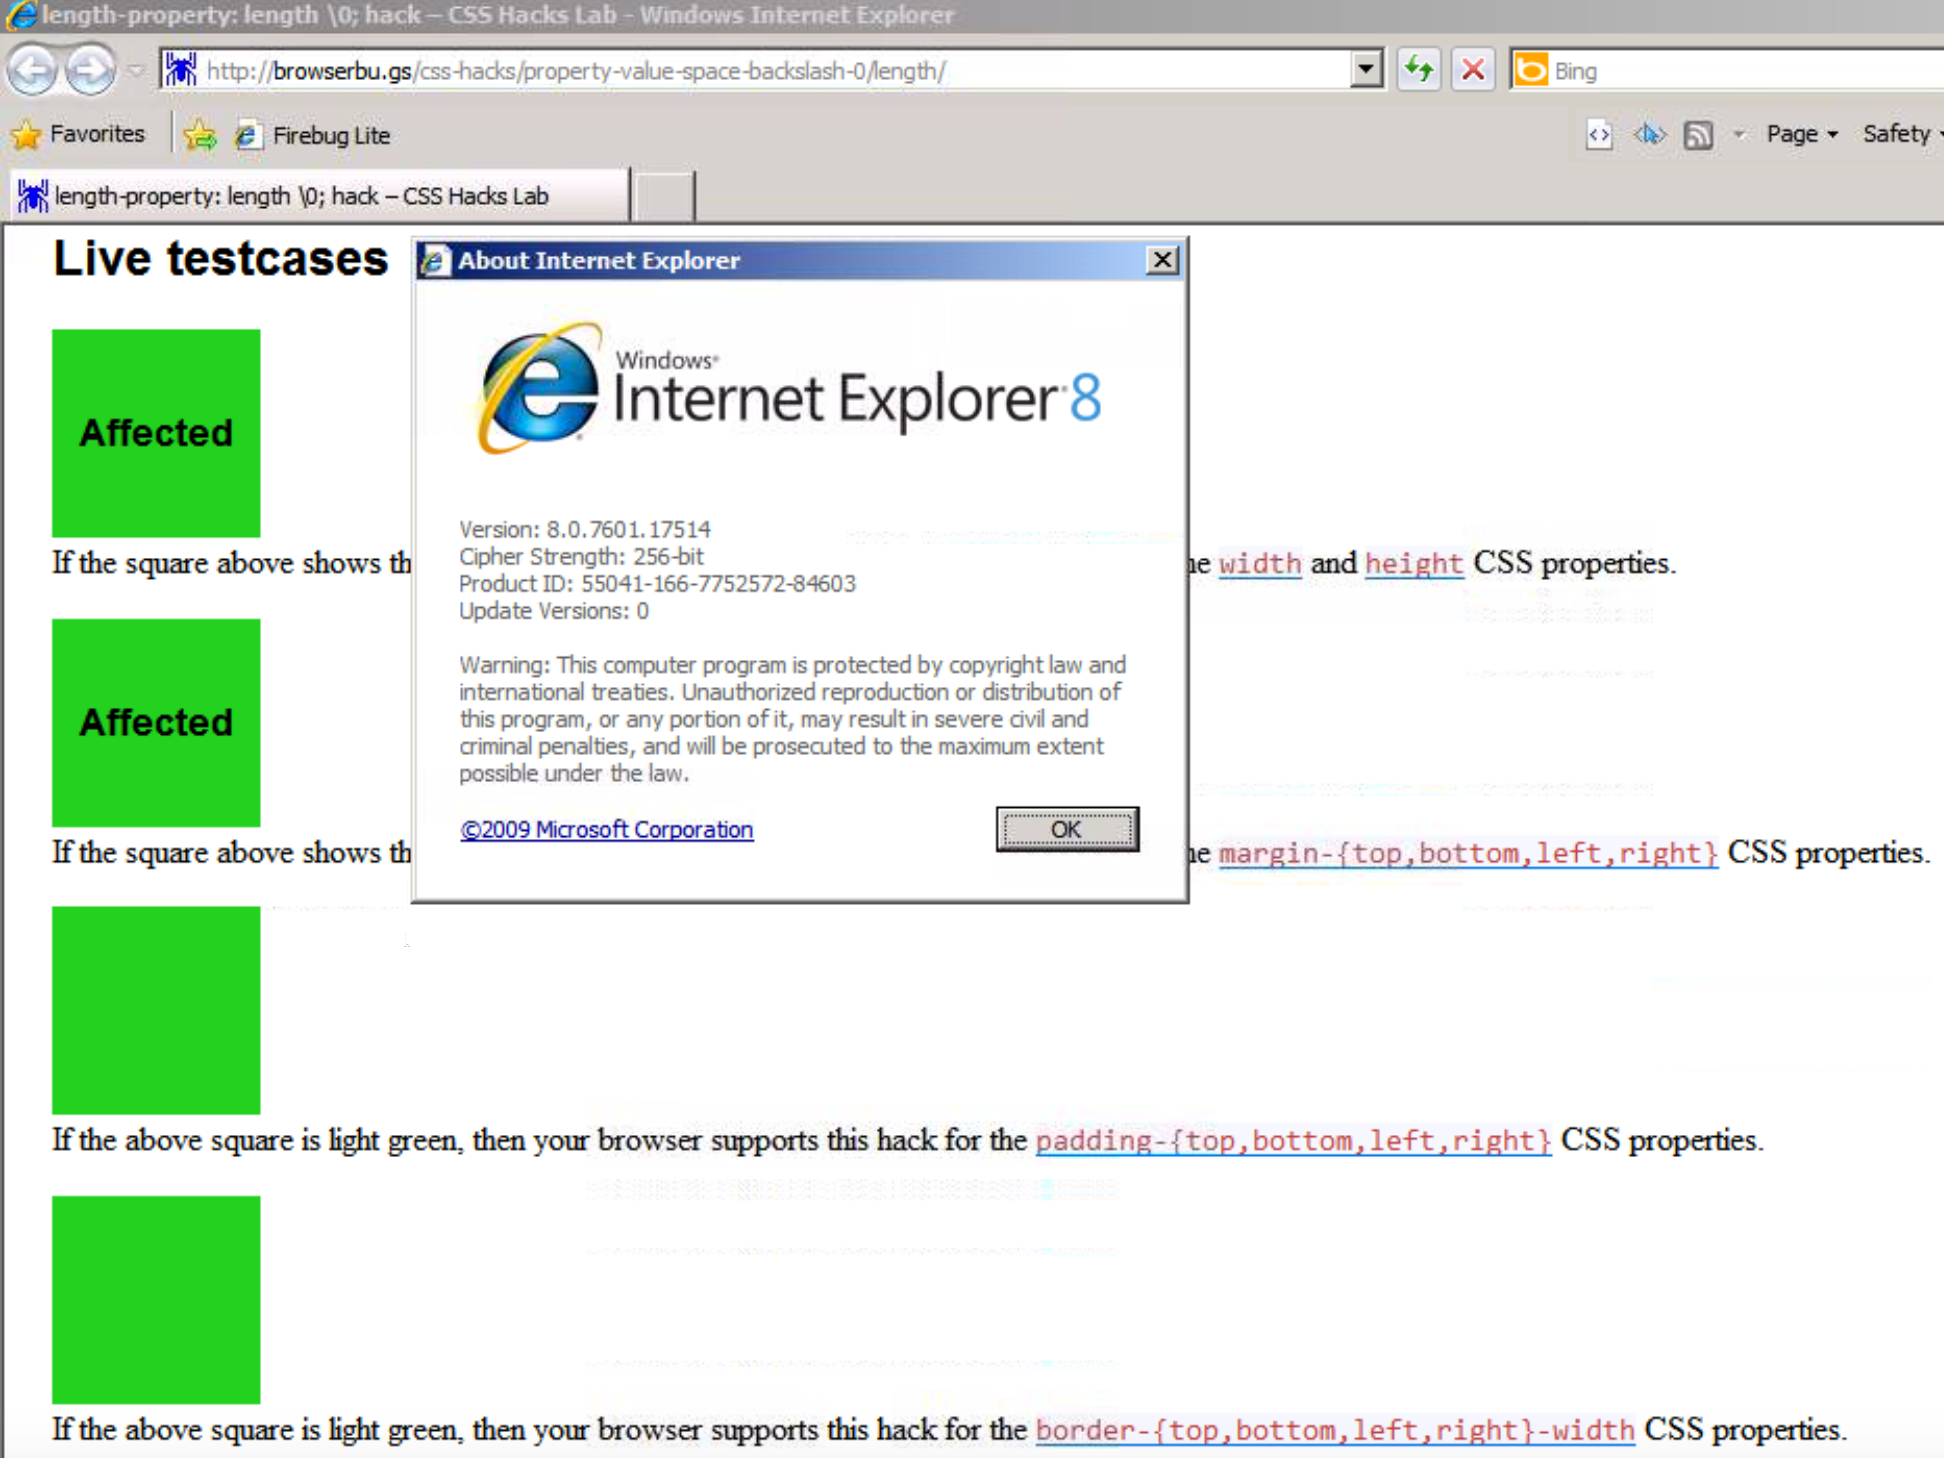 length-property: length \0; hack – CSS Hacks Lab - Windows Internet Explorer
http://browserbu.gs/css-hacks/property-value-space-backslash-0/length/
Bing
Favorites
Firebug Lite
Page
Safety
length-property: length \0; hack – CSS Hacks Lab
Live testcases
About Internet Explorer
Windows®
Internet Explorer® 8
Version: 8.0.7601.17514
Cipher Strength: 256-bit
Product ID: 55041-166-7752572-84603
Update Versions: 0
Warning: This computer program is protected by copyright law and
international treaties. Unauthorized reproduction or distribution of
this program, or any portion of it, may result in severe civil and
criminal penalties, and will be prosecuted to the maximum extent
possible under the law.
©2009 Microsoft Corporation
OK
Affected
If the square above shows th
width and height CSS properties.
Affected
If the square above shows th
margin-{top,bottom,left,right} CSS properties.
If the above square is light green, then your browser supports this hack for the padding-{top,bottom,left,right} CSS properties.
If the above square is light green, then your browser supports this hack for the border-{top,bottom,left,right}-width CSS properties.